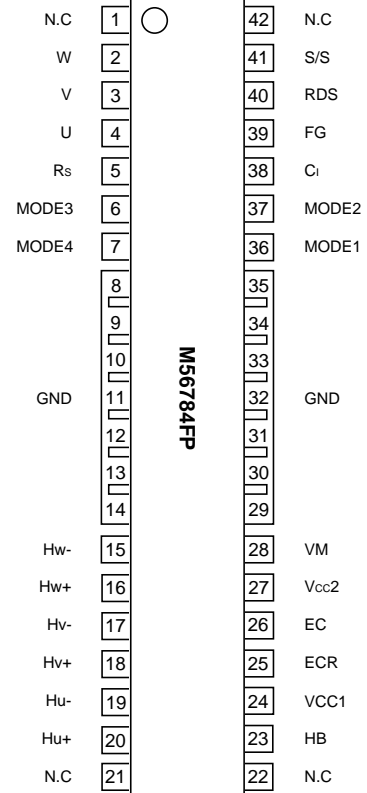 N.C 1 42 N.C
W 2 41 S/S
V 3 40 RDS
U 4 39 FG
Rs 5 38 CI
MODE3 6 37 MODE2
MODE4 7 36 MODE1
8 35
9 34
10 33
GND 11 32 GND
12 31
13 30
14 29
M56784FP
Hw- 15 28 VM
Hw+ 16 27 Vcc2
Hv- 17 26 EC
Hv+ 18 25 ECR
Hu- 19 24 VCC1
Hu+ 20 23 HB
N.C 21 22 N.C